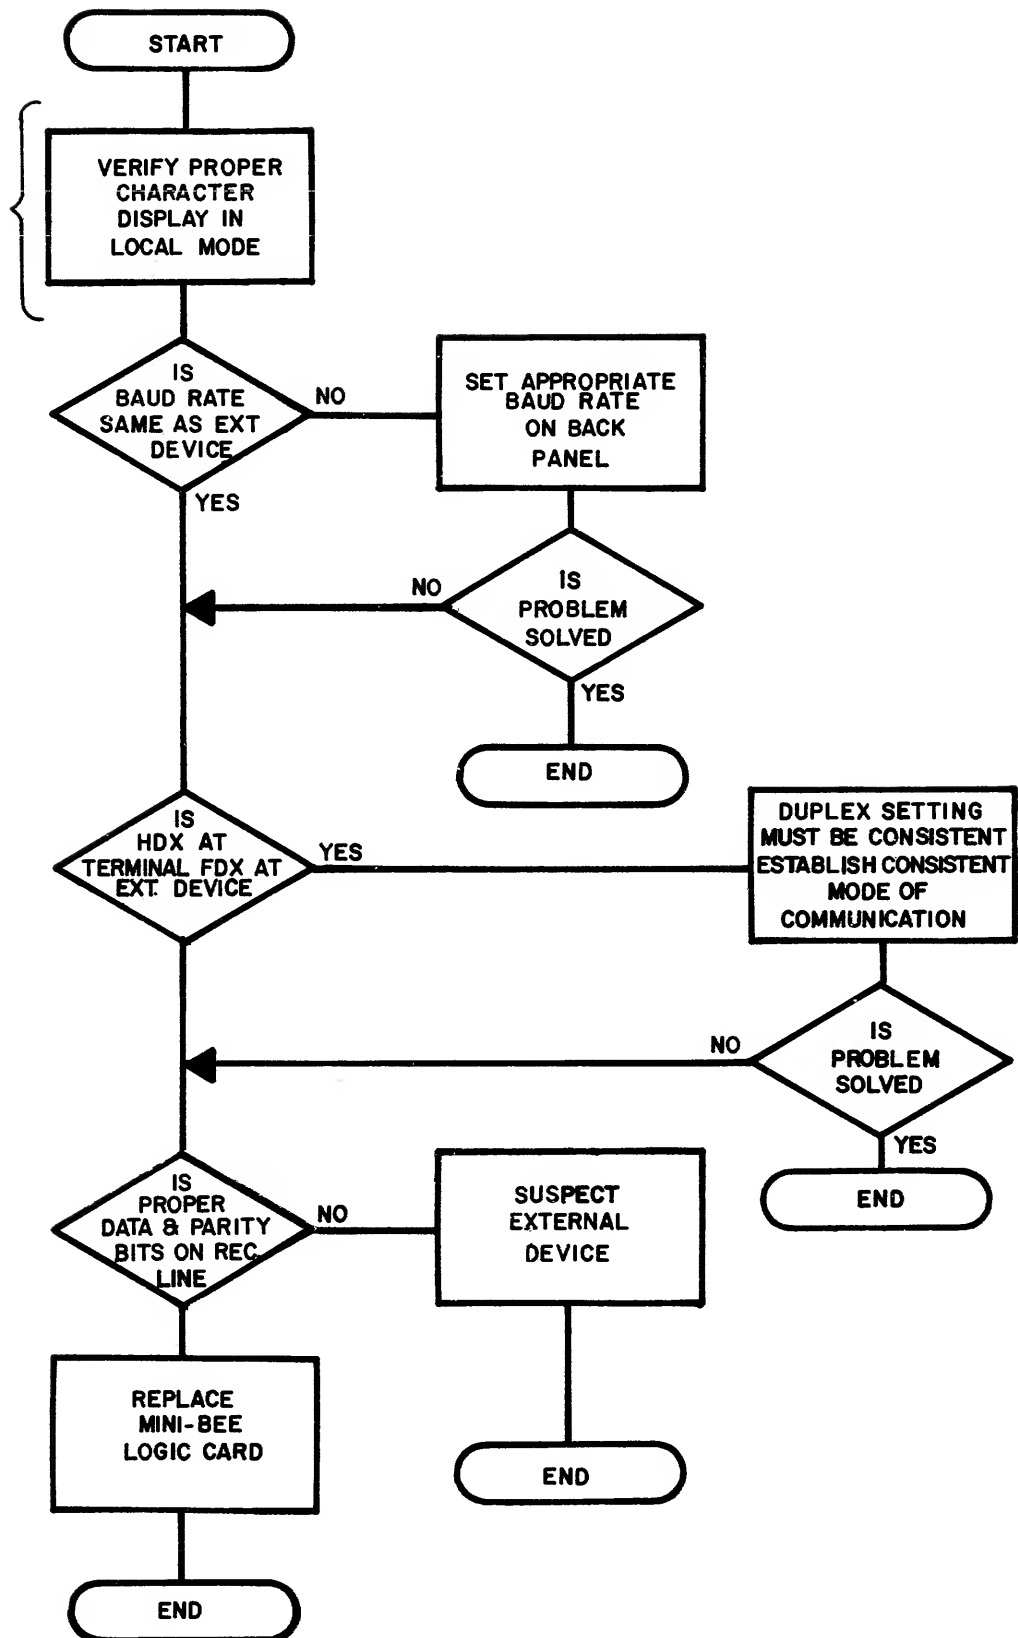 START
VERIFY PROPER
CHARACTER
DISPLAY IN
LOCAL MODE
IS
BAUD RATE
SAME AS EXT
DEVICE
NO
YES
SET APPROPRIATE
BAUD RATE
ON BACK
PANEL
IS
PROBLEM
SOLVED
NO
YES
END
IS
HDX AT
TERMINAL FDX AT
EXT. DEVICE
YES
DUPLEX SETTING
MUST BE CONSISTENT
ESTABLISH CONSISTENT
MODE OF
COMMUNICATION
IS
PROBLEM
SOLVED
NO
YES
END
IS
PROPER
DATA & PARITY
BITS ON REC.
LINE
NO
SUSPECT
EXTERNAL
DEVICE
END
REPLACE
MINI-BEE
LOGIC CARD
END